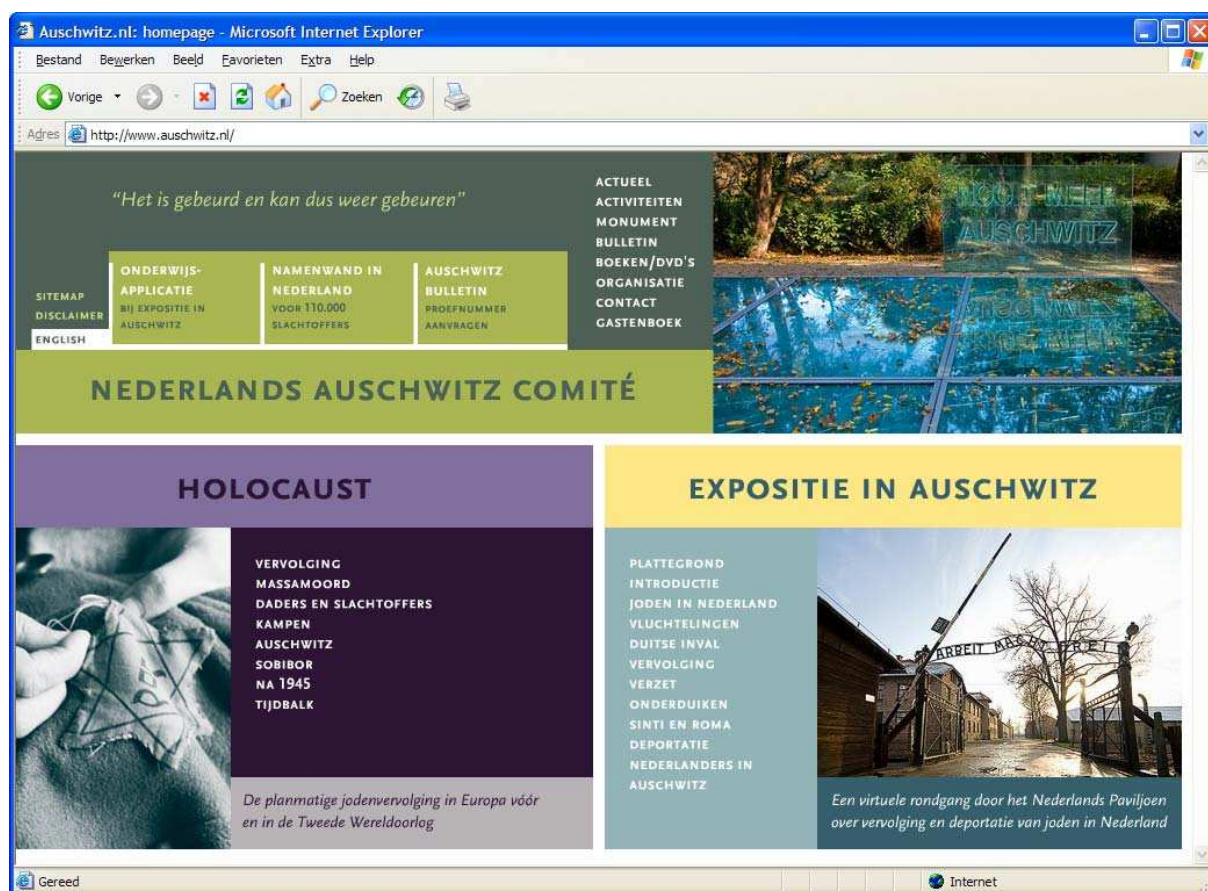 Auschwitz.nl: homepage - Microsoft Internet Explorer
Bestand Bewerken Beeld Favorieten Extra Help
Vorige Zoeken
Adres http://www.auschwitz.nl/
“Het is gebeurd en kan dus weer gebeuren”
SITEMAP
DISCLAIMER
ENGLISH
ONDERWIJS-
APPLICATIE
BIJ EXPOSITIE IN
AUSCHWITZ
NAMENWAND IN
NEDERLAND
VOOR 110.000
SLACHTOFFERS
AUSCHWITZ
BULLETIN
PROEFNUMMER
AANVRAGEN
ACTUEEL
ACTIVITEITEN
MONUMENT
BULLETIN
BOEKEN/DVD'S
ORGANISATIE
CONTACT
GASTENBOEK
NOOIT MEER
AUSCHWITZ
NEDERLANDS AUSCHWITZ COMITÉ
HOLOCAUST
VERVOLGING
MASSAMOORD
DADERS EN SLACHTOFFERS
KAMPEN
AUSCHWITZ
SOBIBOR
NA 1945
TIJDBALK
De planmatige jodenvervolging in Europa vóór
en in de Tweede Wereldoorlog
EXPOSITIE IN AUSCHWITZ
PLATTEGROND
INTRODUCTIE
JODEN IN NEDERLAND
VLUCHTELINGEN
DUITSE INVAL
VERVOLGING
VERZET
ONDERDUIKEN
SINTI EN ROMA
DEPORTATIE
NEDERLANDERS IN
AUSCHWITZ
ARBEIT MACHT FREI
Een virtuele rondgang door het Nederlands Paviljoen
over vervolging en deportatie van joden in Nederland
Gereed Internet